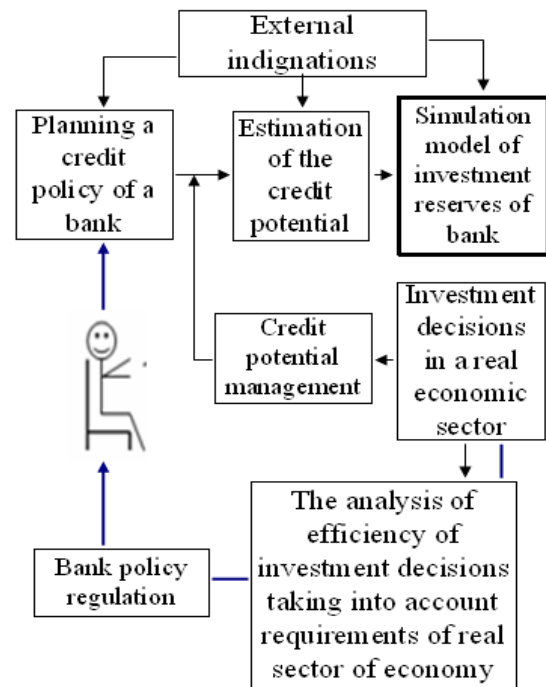 External
indignations
Planning a
credit
policy of a
bank
Estimation
of the
credit
potential
Simulation
model of
investment
reserves of
bank
Credit
potential
management
Investment
decisions
in a real
economic
sector
Bank policy
regulation
The analysis of
efficiency of
investment decisions
taking into account
requirements of real
sector of economy